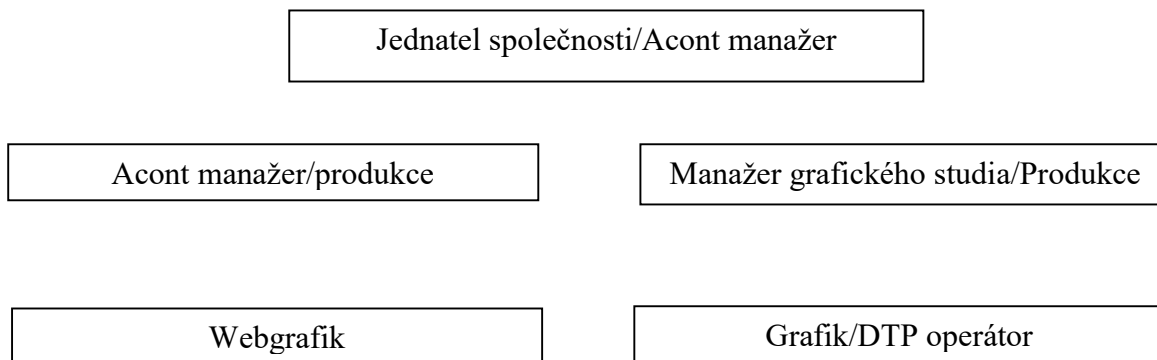 Jednatel společnosti/Acont manažer
Acont manažer/produkce
Manažer grafického studia/Produkce
Webgrafik
Grafik/DTP operátor